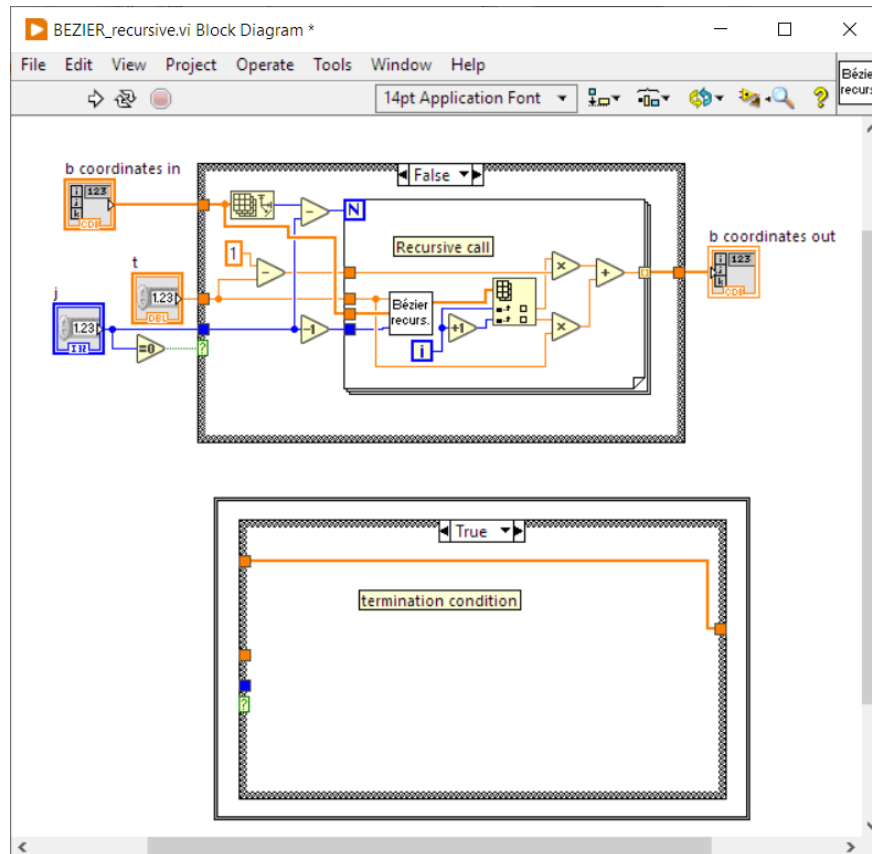 BEZIER_recursive.vi Block Diagram *
File Edit View Project Operate Tools Window Help
14pt Application Font
Bézie
recurs
b coordinates in
123
i
j
k
CDB
False
N
Recursive call
1
t
1.23
DBL
j
1.23
I32
=0
?
-1
Bézier
recurs.
i
+1
b coordinates out
123
i
j
k
CDB
True
termination condition
?